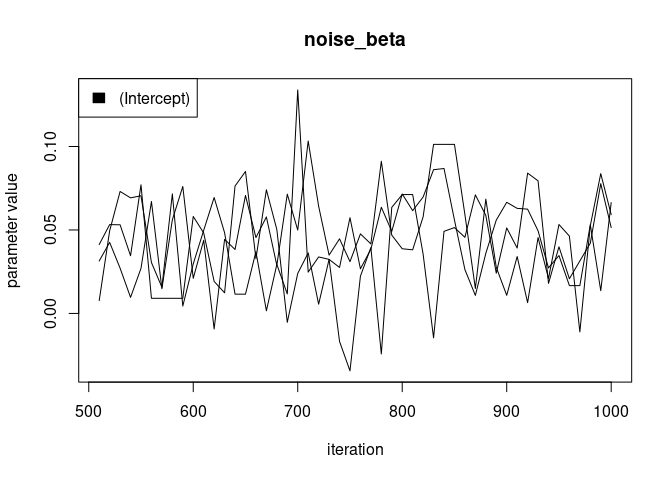 noise_beta
(Intercept)
parameter value
0.10
0.05
0.00
500 600 700 800 900 1000
iteration